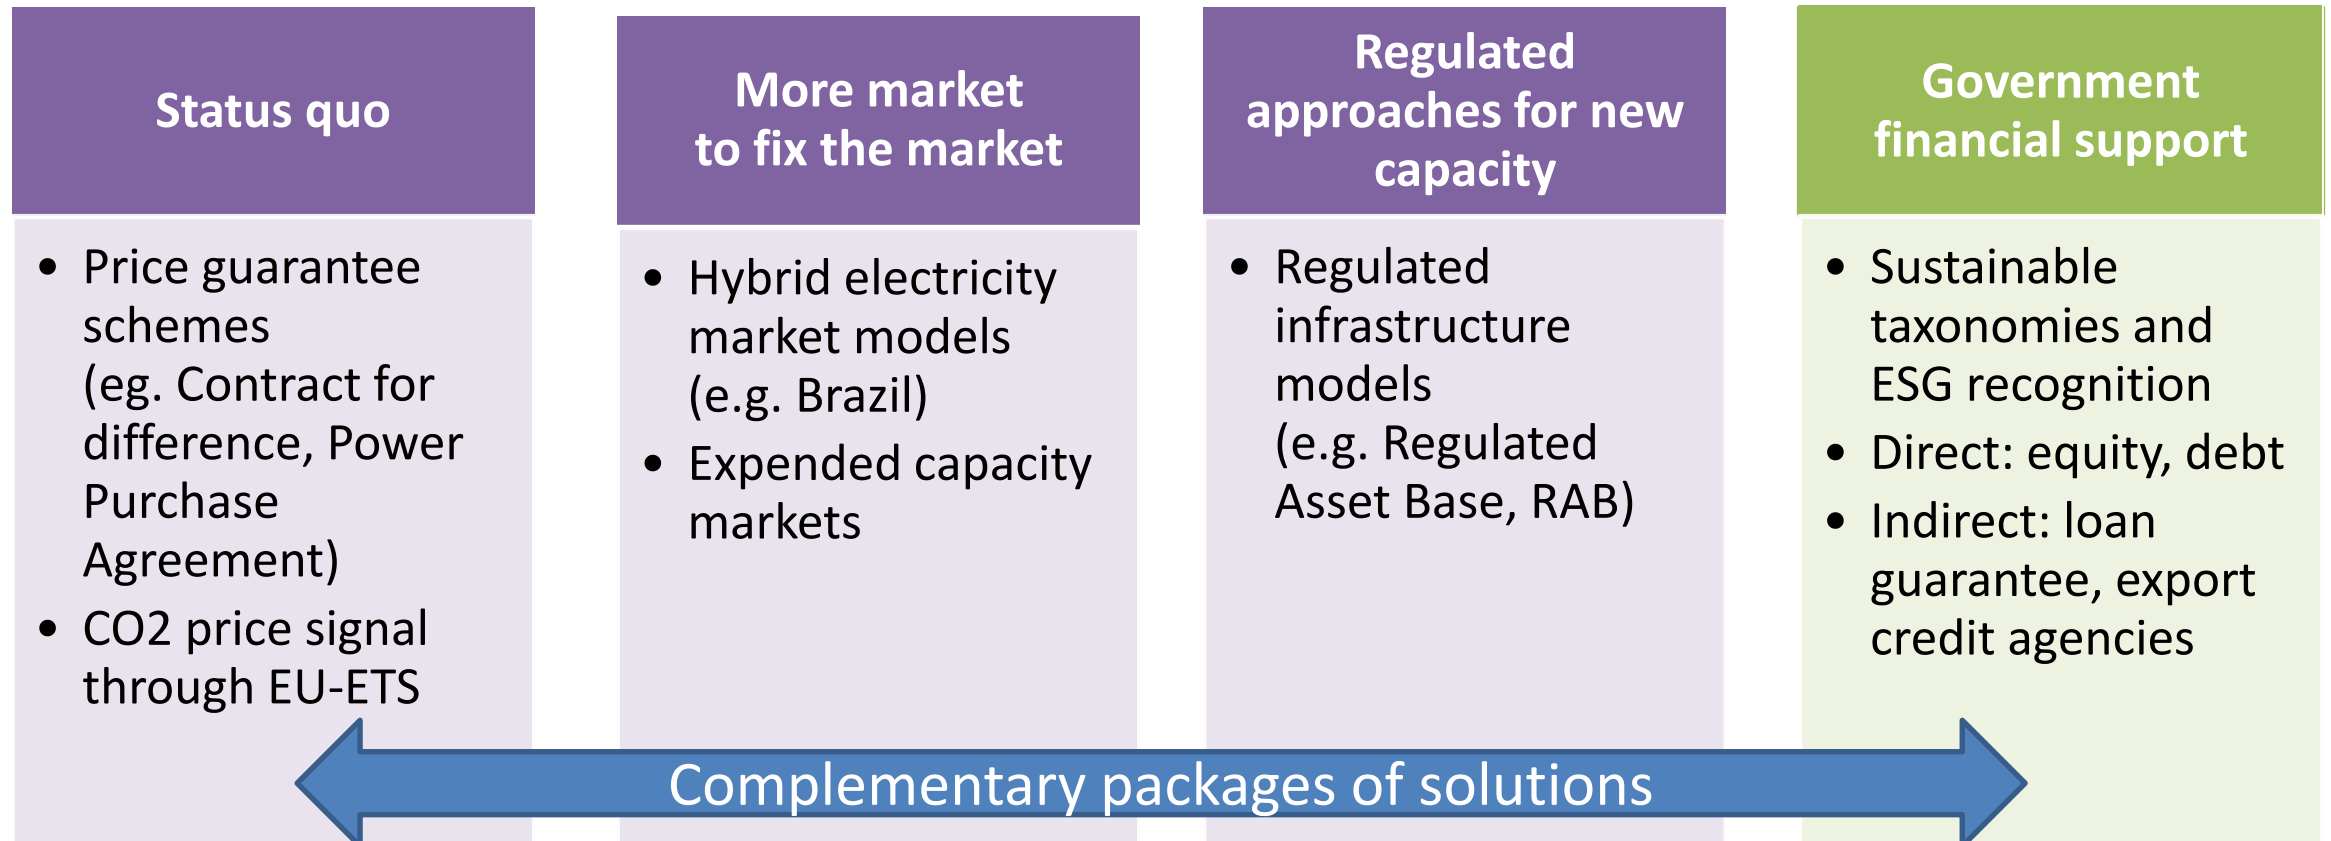 Status quo
• Price guarantee
schemes
(eg. Contract for
difference, Power
Purchase
Agreement)
• CO2 price signal
through EU-ETS
More market
to fix the market
• Hybrid electricity
market models
(e.g. Brazil)
• Expended capacity
markets
Regulated
approaches for new
capacity
• Regulated
infrastructure
models
(e.g. Regulated
Asset Base, RAB)
Government
financial support
• Sustainable
taxonomies and
ESG recognition
• Direct: equity, debt
• Indirect: loan
guarantee, export
credit agencies
Complementary packages of solutions